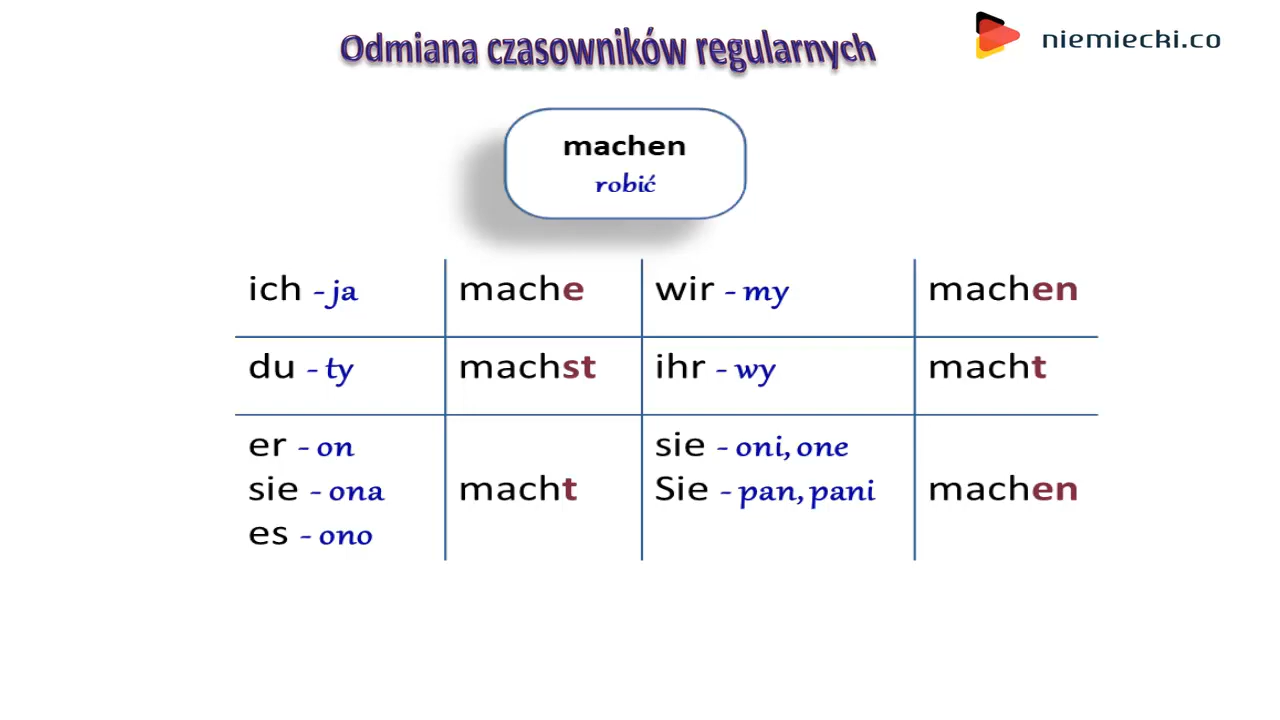 Odmiana czasowników regularnych
niemiecki.co
machen
robić
ich - ja mache wir - my machen
du - ty machst ihr - wy macht
er - on sie - oni, one
sie - ona macht Sie - pan, pani machen
es - ono